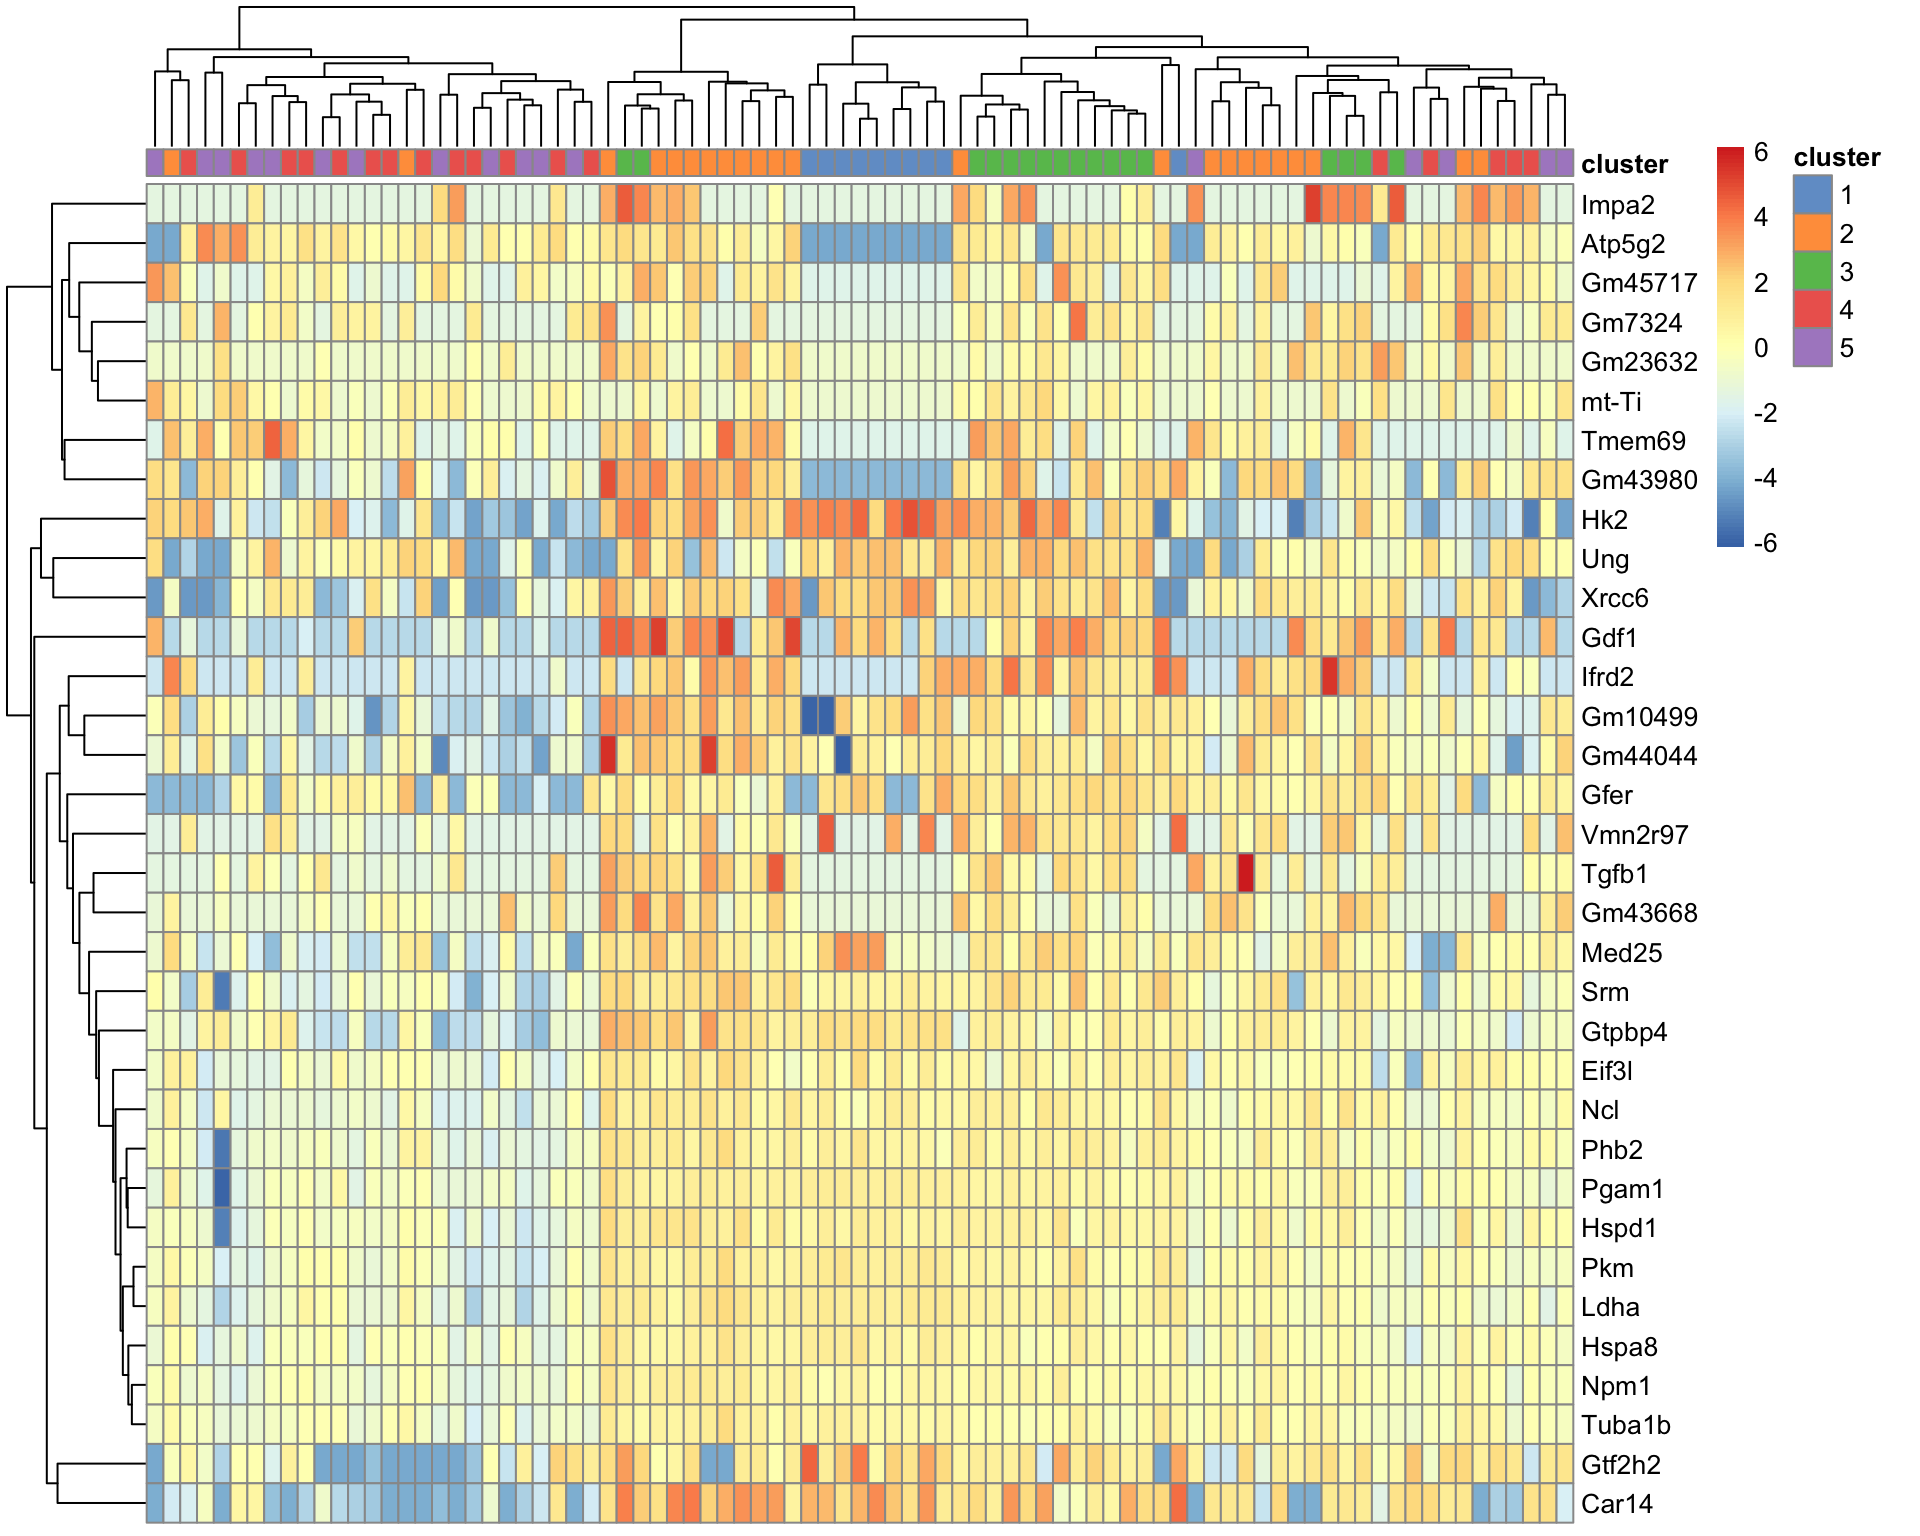 cluster
Impa2
Atp5g2
Gm45717
Gm7324
Gm23632
mt-Ti
Tmem69
Gm43980
Hk2
Ung
Xrcc6
Gdf1
Ifrd2
Gm10499
Gm44044
Gfer
Vmn2r97
Tgfb1
Gm43668
Med25
Srm
Gtpbp4
Eif3l
Ncl
Phb2
Pgam1
Hspd1
Pkm
Ldha
Hspa8
Npm1
Tuba1b
Gtf2h2
Car14
6
4
2
0
-2
-4
-6
cluster
1
2
3
4
5